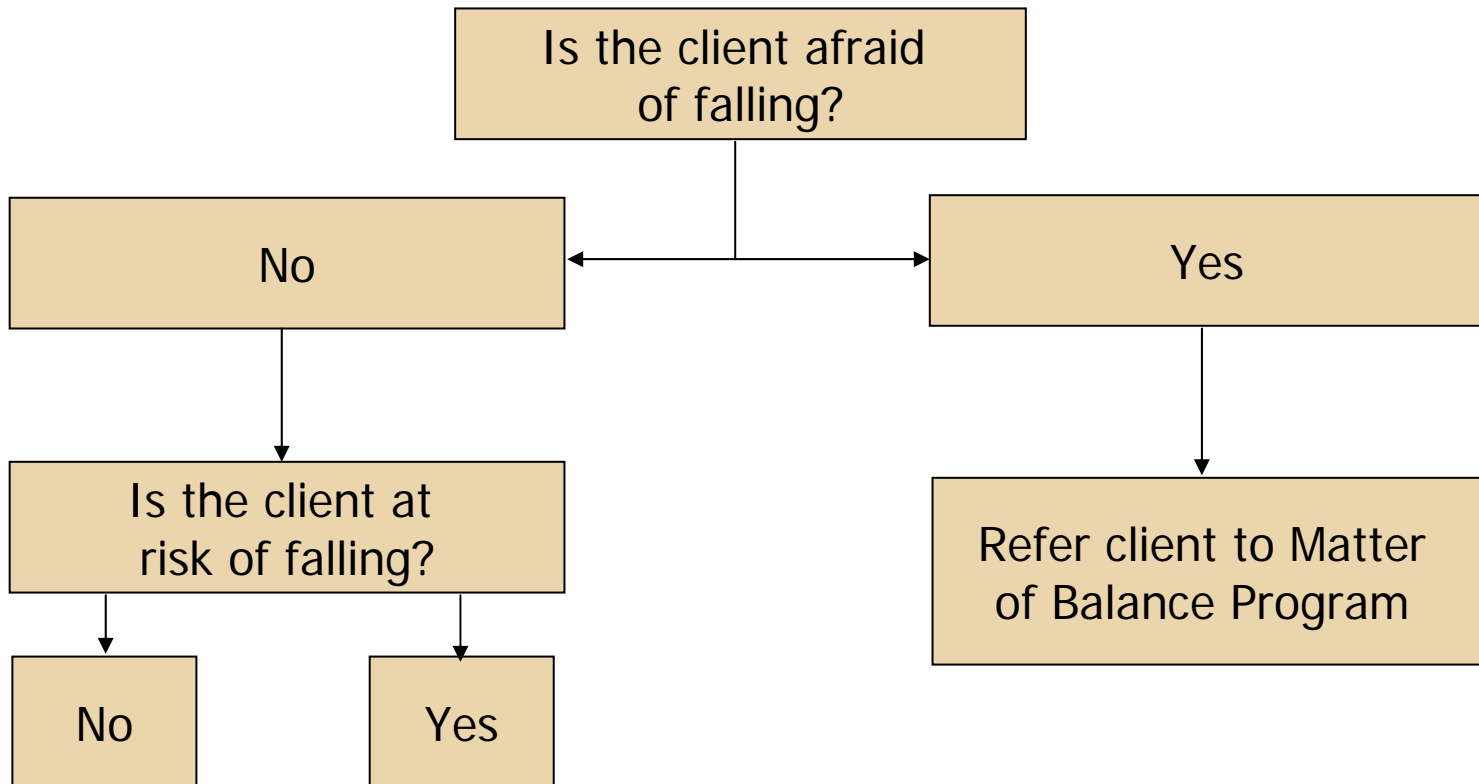 Is the client afraid
of falling?
No
Yes
Is the client at
risk of falling?
Refer client to Matter
of Balance Program
No
Yes